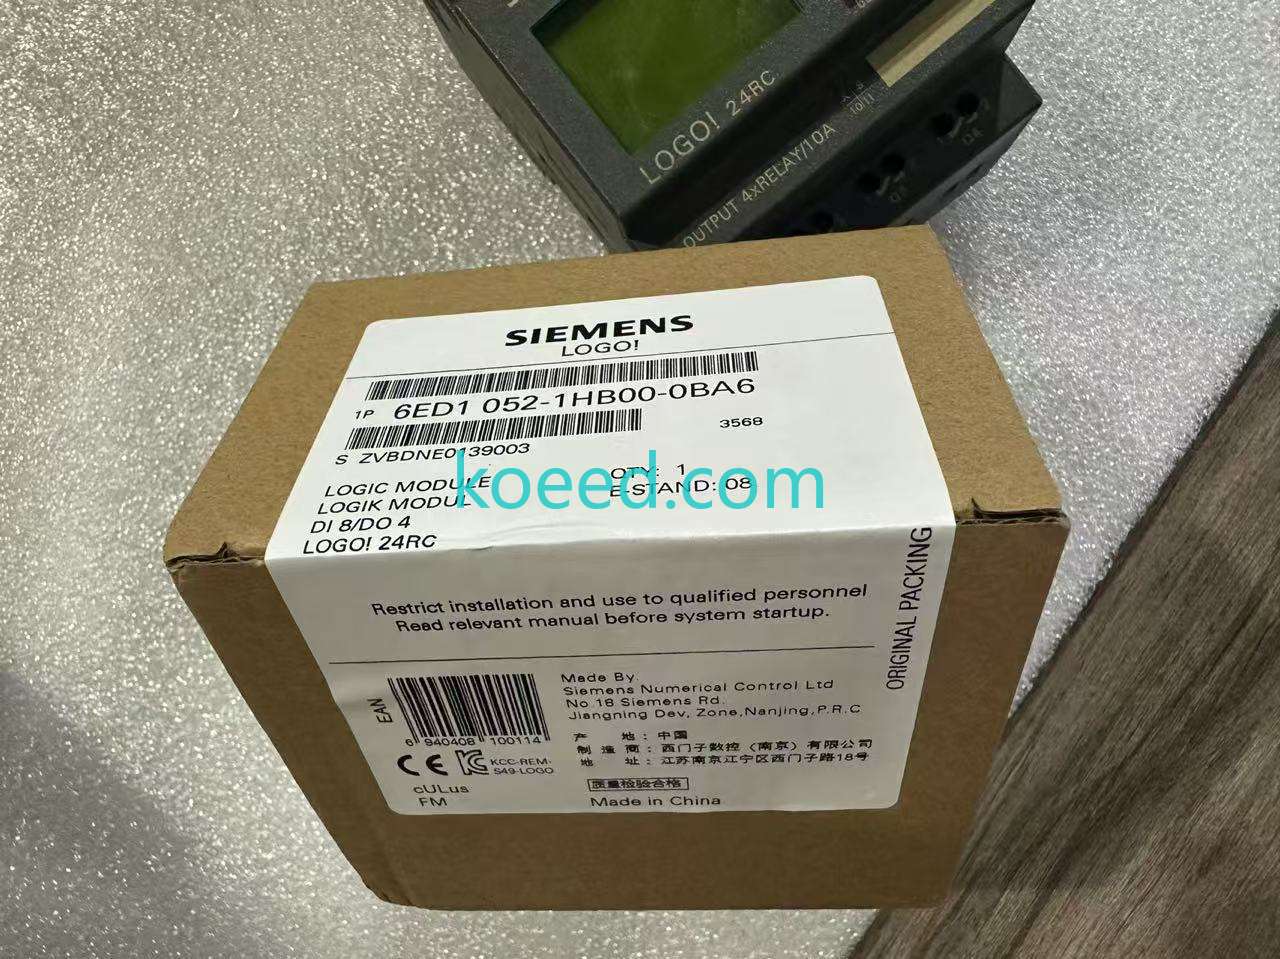 LOGO! 24RC
OUTPUT 4xRELAY/10A
Q4
Q3
SIEMENS
LOGO!
1P 6ED1 052-1HB00-0BA6
3568
S ZVBDNE0139003
koeed.com
LOGIC MODULE QTY: 1
LOGIK MODUL E-STAND: 08
DI 8/DO 4
LOGO! 24RC
Restrict installation and use to qualified personnel
Read relevant manual before system startup.
ORIGINAL PACKING
EAN
6 940408 100114
Made By
Siemens Numerical Control Ltd
No.18 Siemens Rd.
Jiangning Dev, Zone,Nanjing,P.R.C
产 地：中国
制造商：西门子数控（南京）有限公司
地 址：江苏南京江宁区西门子路18号
CE
KCC-REM-
S49-LOGO
cULus
FM
质量检验合格
Made in China